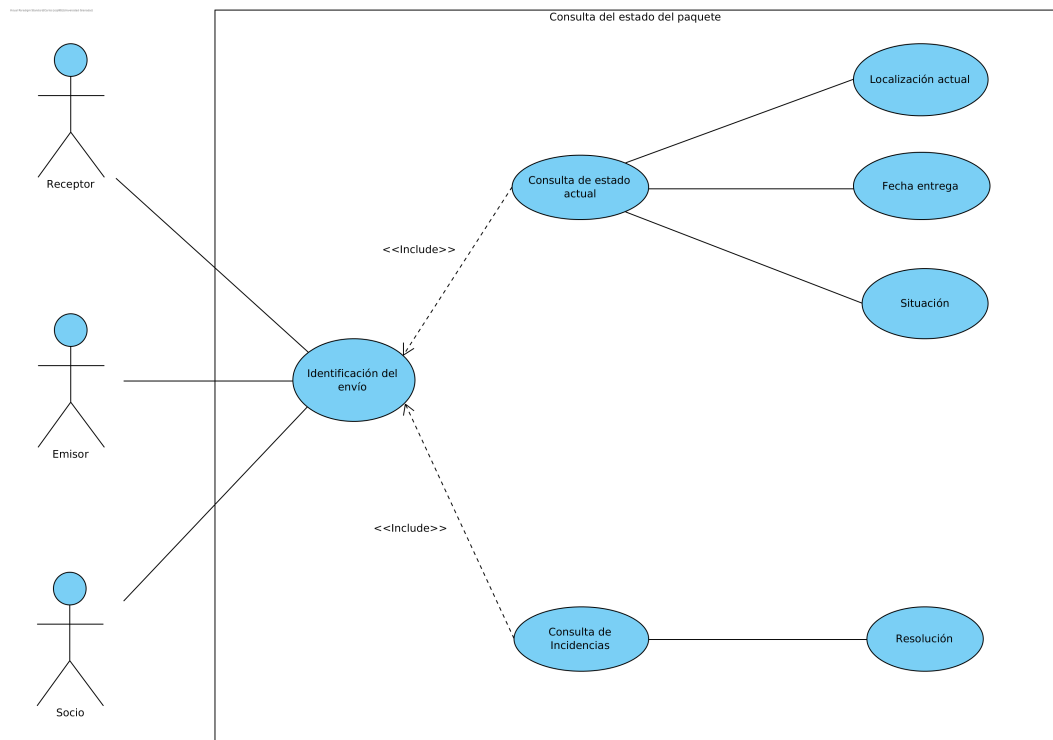 Consulta del estado del paquete
Localización actual
Receptor
Consulta de estado
actual
Fecha entrega
<<Include>>
Situación
Identificación del
envío
Emisor
<<Include>>
Consulta de
Incidencias
Resolución
Socio